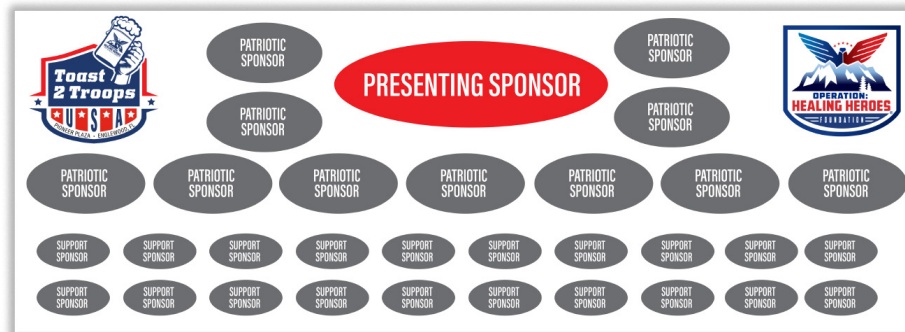 Toast
2 Troops
USA
PIONEER PLAZA - ENGLEWOOD, FL
PATRIOTIC
SPONSOR
PATRIOTIC
SPONSOR
PRESENTING SPONSOR
PATRIOTIC
SPONSOR
PATRIOTIC
SPONSOR
OPERATION:
HEALING HEROES
FOUNDATION
PATRIOTIC
SPONSOR
PATRIOTIC
SPONSOR
PATRIOTIC
SPONSOR
PATRIOTIC
SPONSOR
PATRIOTIC
SPONSOR
PATRIOTIC
SPONSOR
PATRIOTIC
SPONSOR
SUPPORT
SPONSOR
SUPPORT
SPONSOR
SUPPORT
SPONSOR
SUPPORT
SPONSOR
SUPPORT
SPONSOR
SUPPORT
SPONSOR
SUPPORT
SPONSOR
SUPPORT
SPONSOR
SUPPORT
SPONSOR
SUPPORT
SPONSOR
SUPPORT
SPONSOR
SUPPORT
SPONSOR
SUPPORT
SPONSOR
SUPPORT
SPONSOR
SUPPORT
SPONSOR
SUPPORT
SPONSOR
SUPPORT
SPONSOR
SUPPORT
SPONSOR
SUPPORT
SPONSOR
SUPPORT
SPONSOR